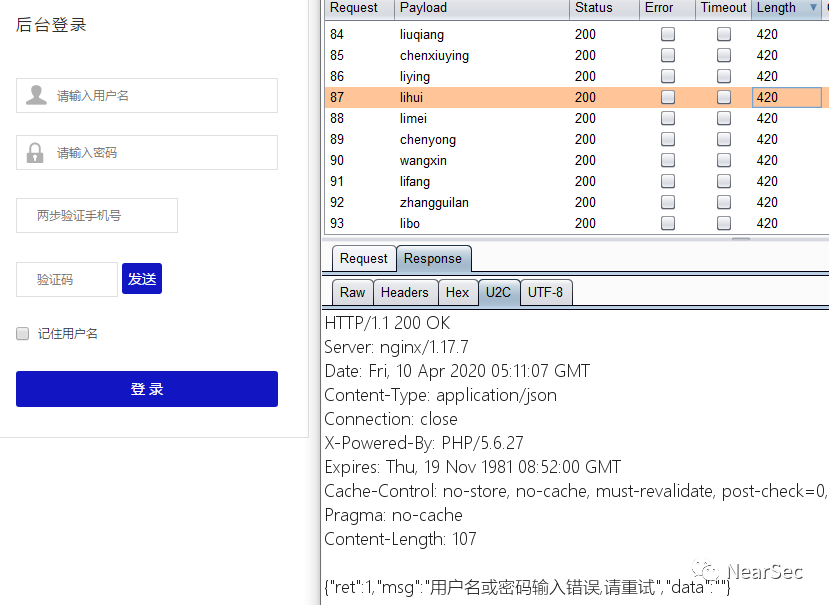 后台登录
请输入用户名
请输入密码
两步验证手机号
验证码 发送
记住用户名
登录
Request Payload Status Error Timeout Length
84 liuqiang 200 420
85 chenxiuying 200 420
86 liying 200 420
87 lihui 200 420
88 limei 200 420
89 chenyong 200 420
90 wangxin 200 420
91 lifang 200 420
92 zhangguilan 200 420
93 libo 200 420
Request Response
Raw Headers Hex U2C UTF-8
HTTP/1.1 200 OK
Server: nginx/1.17.7
Date: Fri, 10 Apr 2020 05:11:07 GMT
Content-Type: application/json
Connection: close
X-Powered-By: PHP/5.6.27
Expires: Thu, 19 Nov 1981 08:52:00 GMT
Cache-Control: no-store, no-cache, must-revalidate, post-check=0,
Pragma: no-cache
Content-Length: 107
{"ret":1,"msg":"用户名或密码输入错误,请重试","data":""}
NearSec